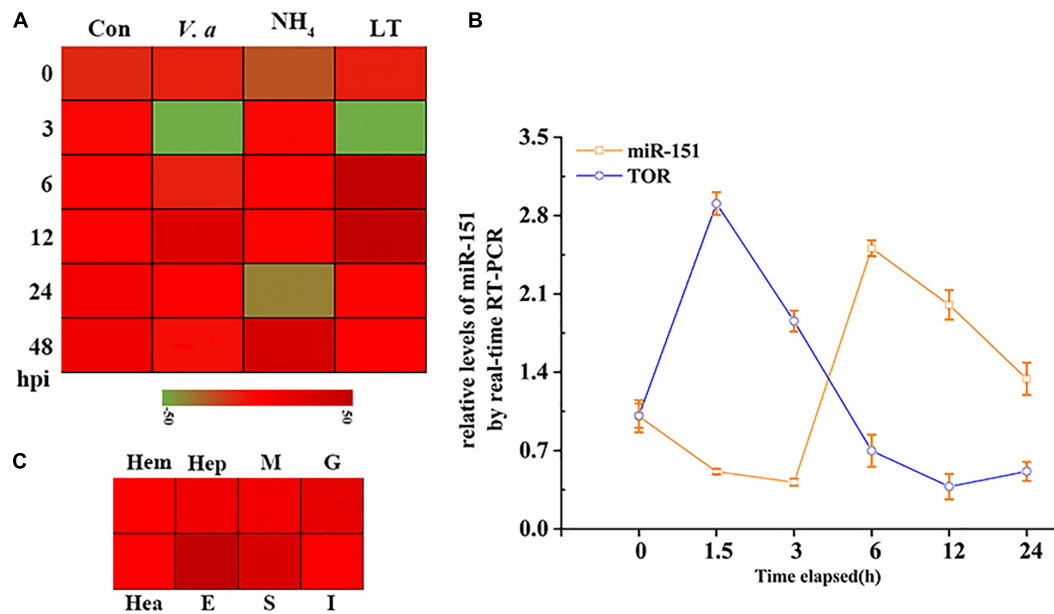 A
Con V. a NH4 LT
0
3
6
12
24
48
hpi
-50 50
B
3.5
2.8
2.1
1.4
0.7
0.0
miR-151
TOR
relative levels of miR-151
by real-time RT-PCR
0 1.5 3 6 12 24
Time elapsed(h)
C
Hem Hep M G
Hea E S I